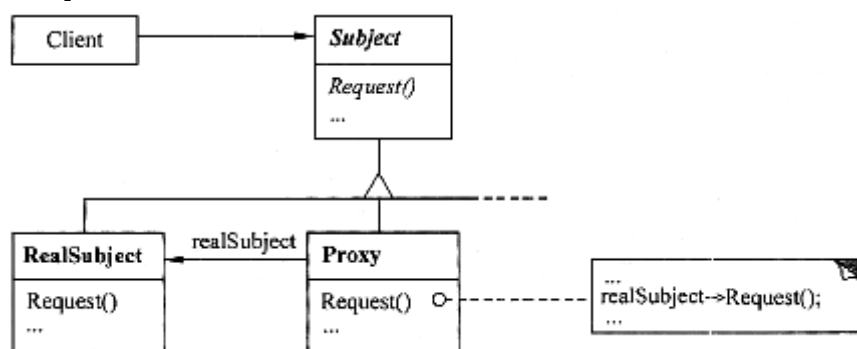 Client
Subject
Request()
...
RealSubject
Request()
...
realSubject
Proxy
Request()
...
...
realSubject->Request();
...